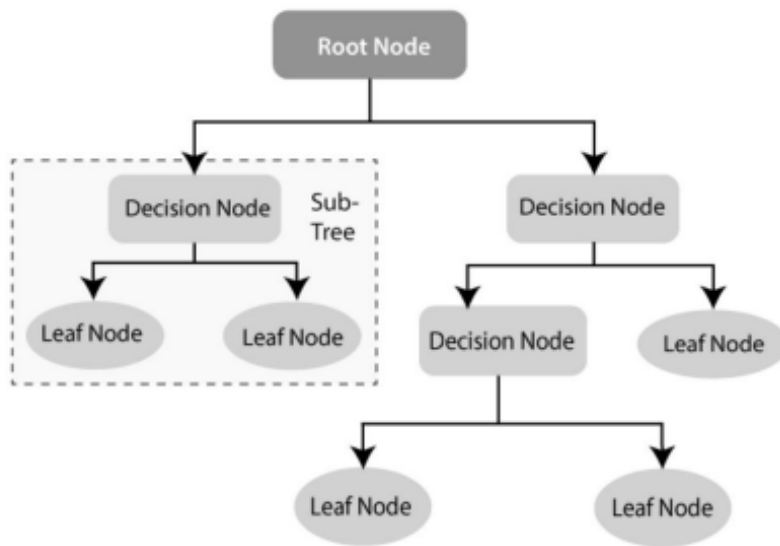 Root Node
Decision Node
Sub-
Tree
Decision Node
Leaf Node
Leaf Node
Decision Node
Leaf Node
Leaf Node
Leaf Node